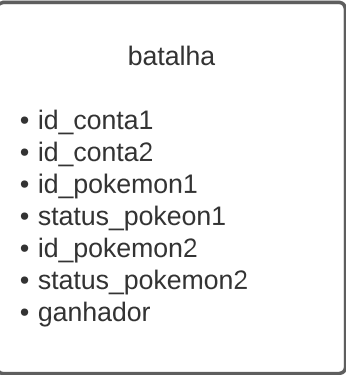 batalha
• id_conta1
• id_conta2
• id_pokemon1
• status_pokeon1
• id_pokemon2
• status_pokemon2
• ganhador